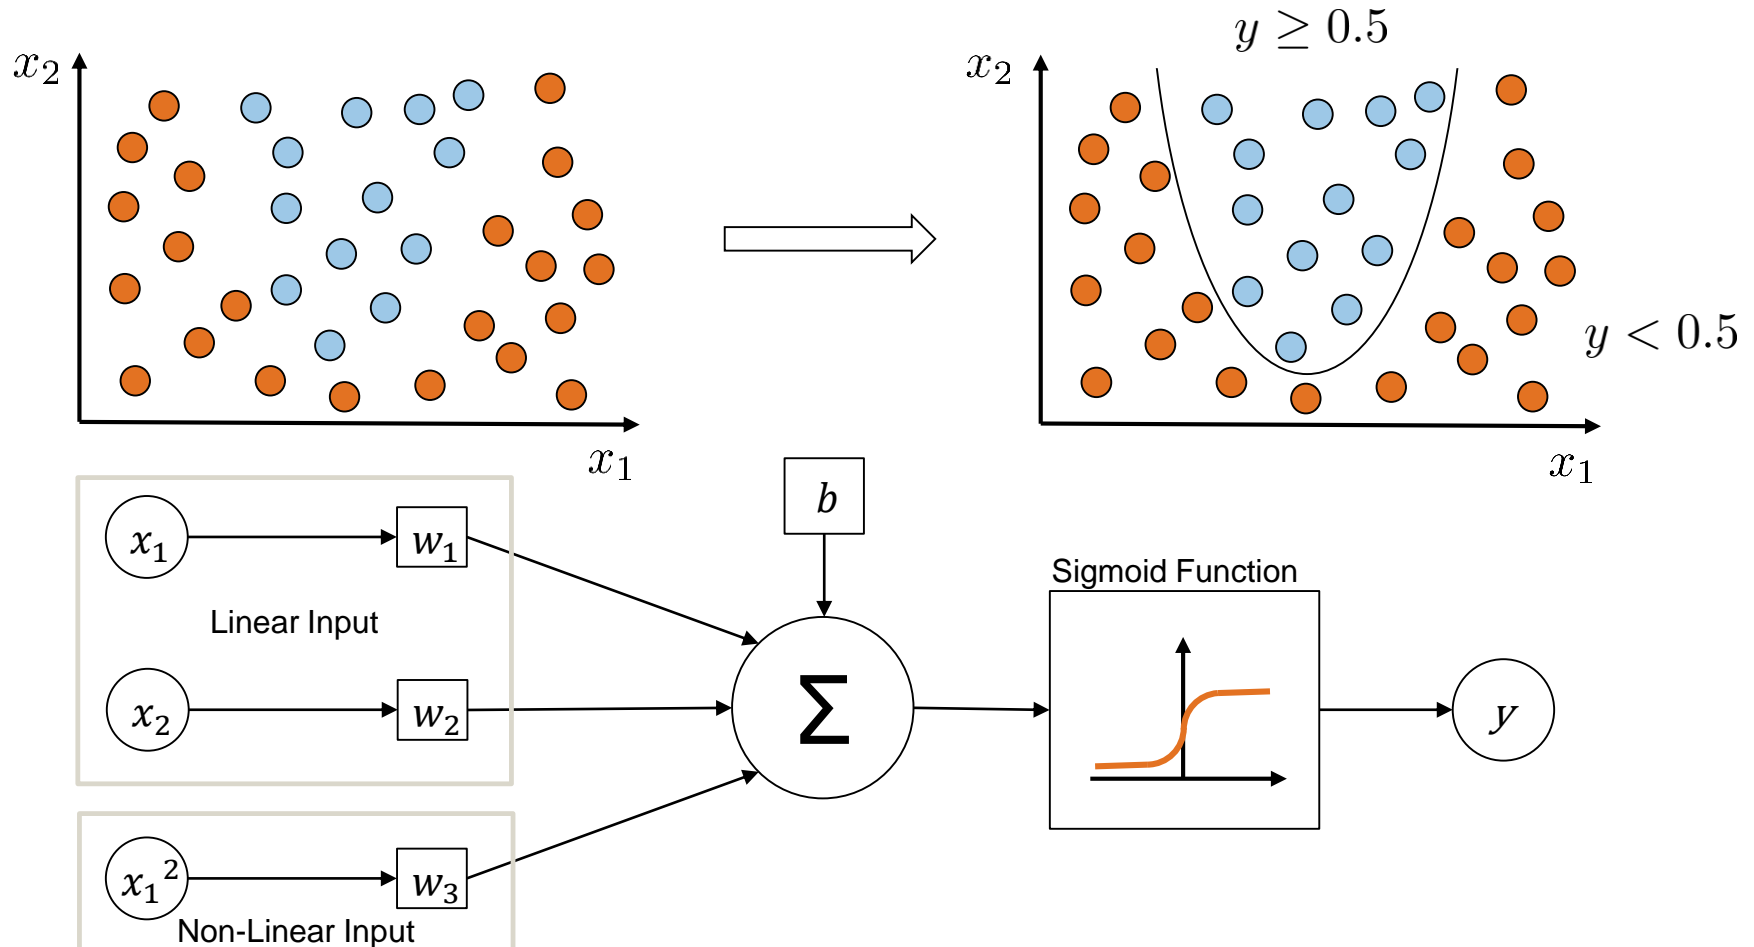 y ≥ 0.5
x₂
x₂
y < 0.5
x₁
x₁
b
x₁
w₁
Sigmoid Function
Linear Input
x₂
w₂
Σ
y
x₁²
w₃
Non-Linear Input